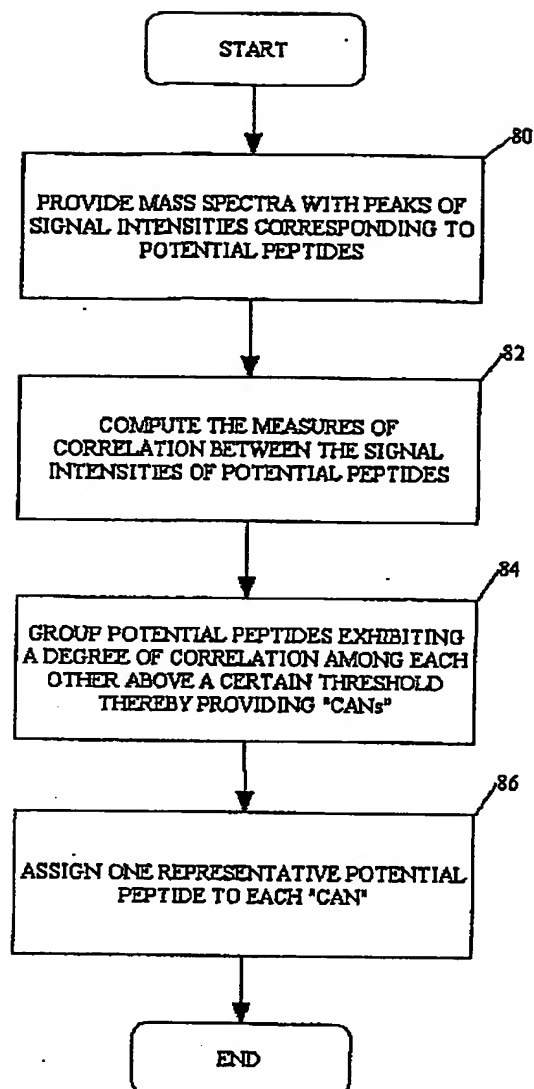 START
80
PROVIDE MASS SPECTRA WITH PEAKS OF
SIGNAL INTENSITIES CORRESPONDING TO
POTENTIAL PEPTIDES
82
COMPUTE THE MEASURES OF
CORRELATION BETWEEN THE SIGNAL
INTENSITIES OF POTENTIAL PEPTIDES
84
GROUP POTENTIAL PEPTIDES EXHIBITING
A DEGREE OF CORRELATION AMONG EACH
OTHER ABOVE A CERTAIN THRESHOLD
THEREBY PROVIDING "CANs"
86
ASSIGN ONE REPRESENTATIVE POTENTIAL
PEPTIDE TO EACH "CAN"
END